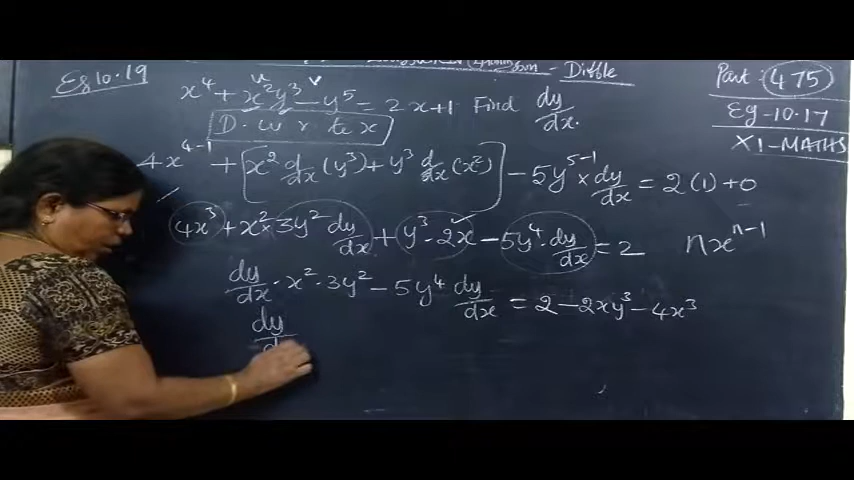 - Diffle
Part 475
Eg 10.19
x⁴ + x²y³ - y⁵ = 2x+1 Find dy/dx.
Eg-10.17
D. w r to x
XI-MATHS
4x⁴⁻¹ + [x² d/dx (y³) + y³ d/dx (x²)] - 5y⁵⁻¹ × dy/dx = 2(1) + 0
4x³ + x² × 3y² dy/dx + y³ · 2x - 5y⁴ · dy/dx = 2 nxⁿ⁻¹
dy/dx · x² · 3y² - 5y⁴ dy/dx = 2 - 2xy³ - 4x³
dy/d